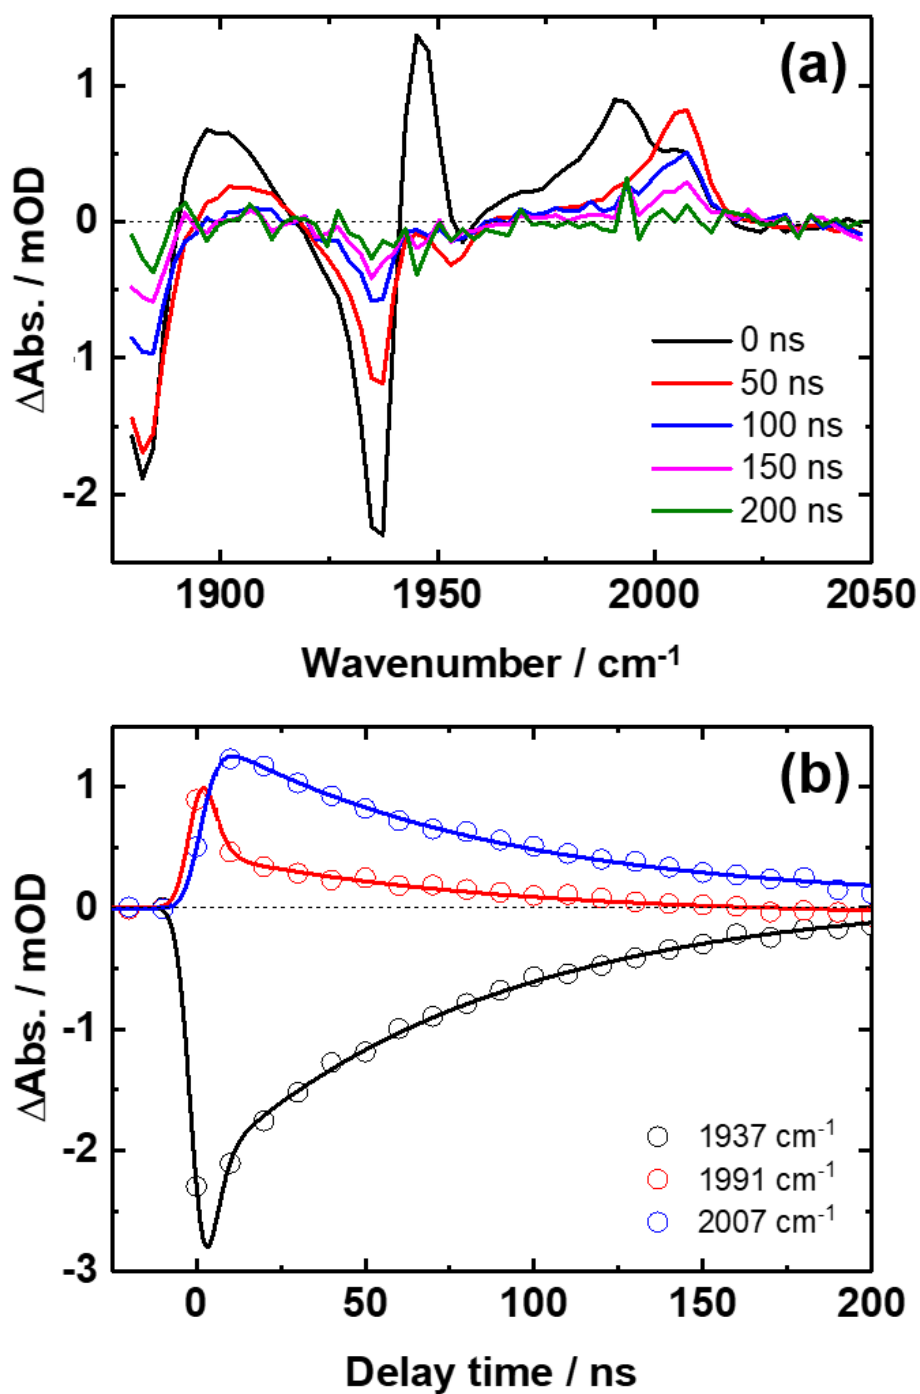 (a)
1
0
-1
-2
ΔAbs. / mOD
0 ns
50 ns
100 ns
150 ns
200 ns
1900 1950 2000 2050
Wavenumber / cm⁻¹
(b)
1
0
-1
-2
-3
ΔAbs. / mOD
1937 cm⁻¹
1991 cm⁻¹
2007 cm⁻¹
0 50 100 150 200
Delay time / ns